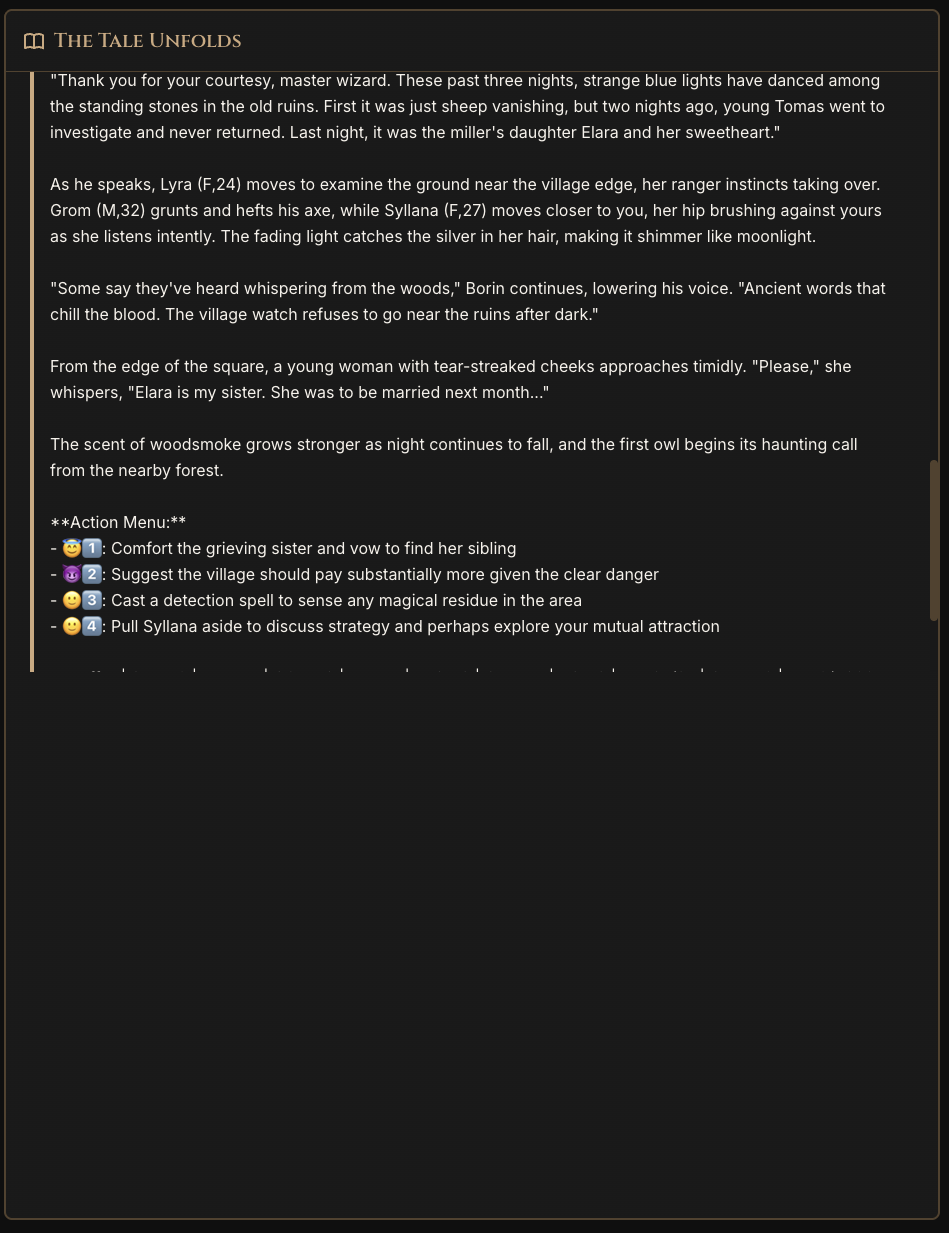 The Tale Unfolds
"Thank you for your courtesy, master wizard. These past three nights, strange blue lights have danced among
the standing stones in the old ruins. First it was just sheep vanishing, but two nights ago, young Tomas went to
investigate and never returned. Last night, it was the miller's daughter Elara and her sweetheart."
As he speaks, Lyra (F,24) moves to examine the ground near the village edge, her ranger instincts taking over.
Grom (M,32) grunts and hefts his axe, while Syllana (F,27) moves closer to you, her hip brushing against yours
as she listens intently. The fading light catches the silver in her hair, making it shimmer like moonlight.
"Some say they've heard whispering from the woods," Borin continues, lowering his voice. "Ancient words that
chill the blood. The village watch refuses to go near the ruins after dark."
From the edge of the square, a young woman with tear-streaked cheeks approaches timidly. "Please," she
whispers, "Elara is my sister. She was to be married next month..."
The scent of woodsmoke grows stronger as night continues to fall, and the first owl begins its haunting call
from the nearby forest.
**Action Menu:**
- 😇1️⃣: Comfort the grieving sister and vow to find her sibling
- 😈2️⃣: Suggest the village should pay substantially more given the clear danger
- 🙂3️⃣: Cast a detection spell to sense any magical residue in the area
- 🙂4️⃣: Pull Syllana aside to discuss strategy and perhaps explore your mutual attraction